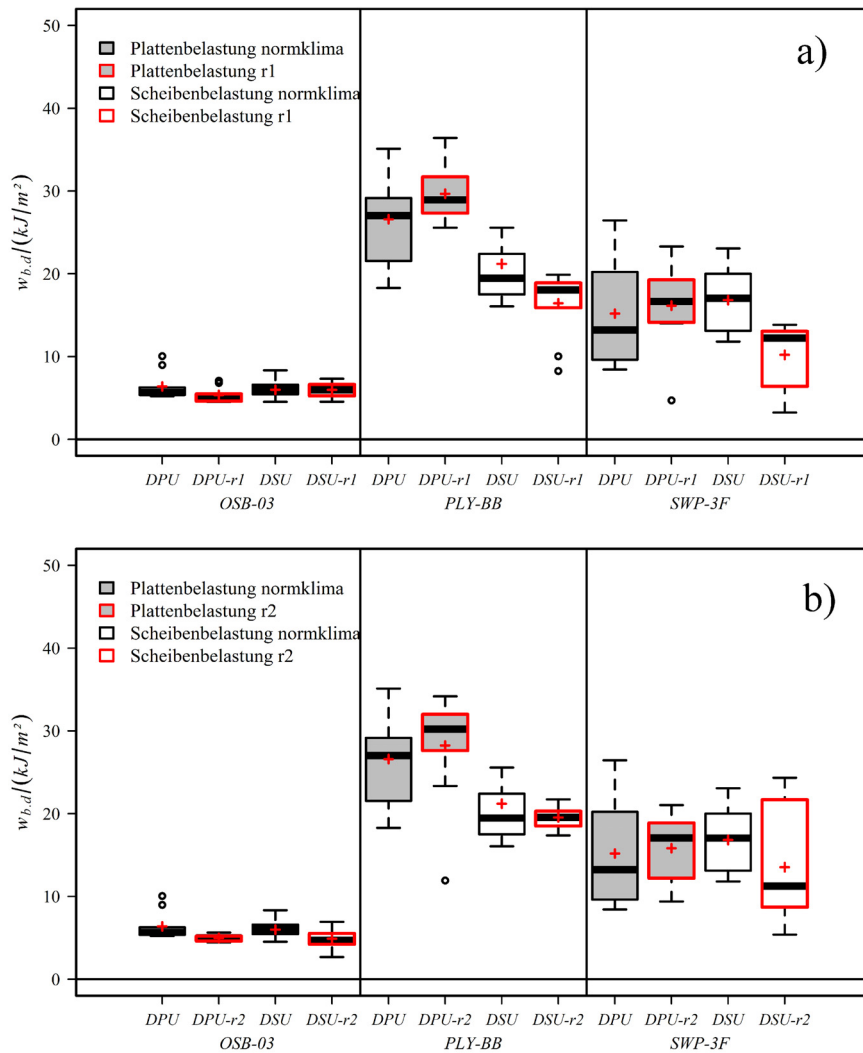 a)
Plattenbelastung normklima
Plattenbelastung r1
Scheibenbelastung normklima
Scheibenbelastung r1
w_{b.d}/(kJ/m²)
50
40
30
20
10
0
DPU DPU-r1 DSU DSU-r1 DPU DPU-r1 DSU DSU-r1 DPU DPU-r1 DSU DSU-r1
OSB-03 PLY-BB SWP-3F
b)
Plattenbelastung normklima
Plattenbelastung r2
Scheibenbelastung normklima
Scheibenbelastung r2
w_{b.d}/(kJ/m²)
50
40
30
20
10
0
DPU DPU-r2 DSU DSU-r2 DPU DPU-r2 DSU DSU-r2 DPU DPU-r2 DSU DSU-r2
OSB-03 PLY-BB SWP-3F